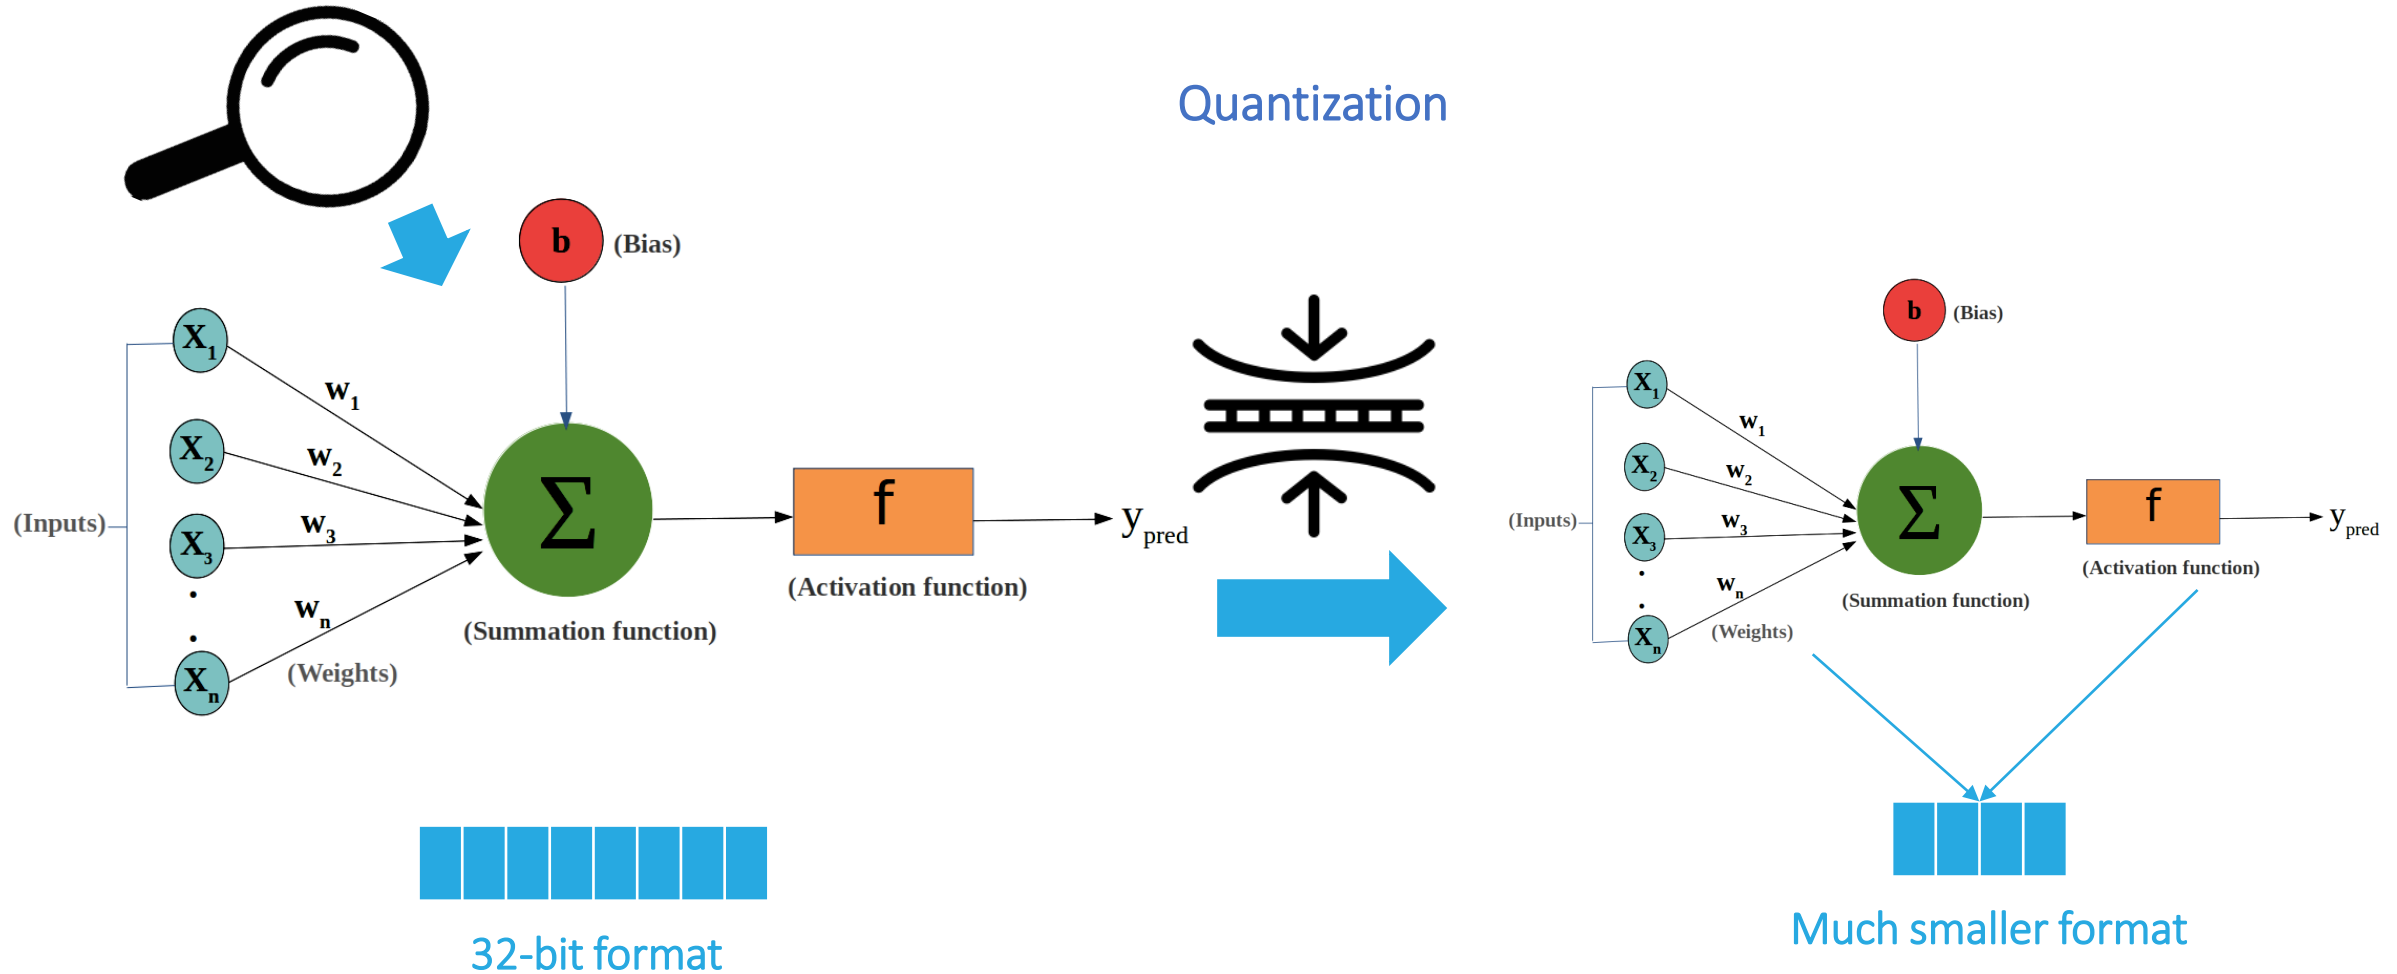 Quantization
b
(Bias)
X1
w1
X2
w2
(Inputs)
X3
w3
.
.
Xn
wn
(Weights)
Σ
(Summation function)
f
(Activation function)
ypred
32-bit format
b
(Bias)
X1
w1
X2
w2
(Inputs)
X3
w3
.
.
Xn
wn
(Weights)
Σ
(Summation function)
f
(Activation function)
ypred
Much smaller format